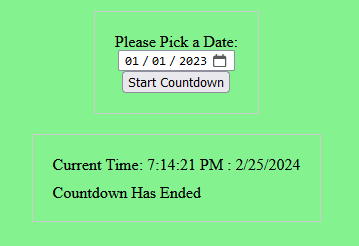 Please Pick a Date:
01 / 01 / 2023
Start Countdown
Current Time: 7:14:21 PM : 2/25/2024
Countdown Has Ended